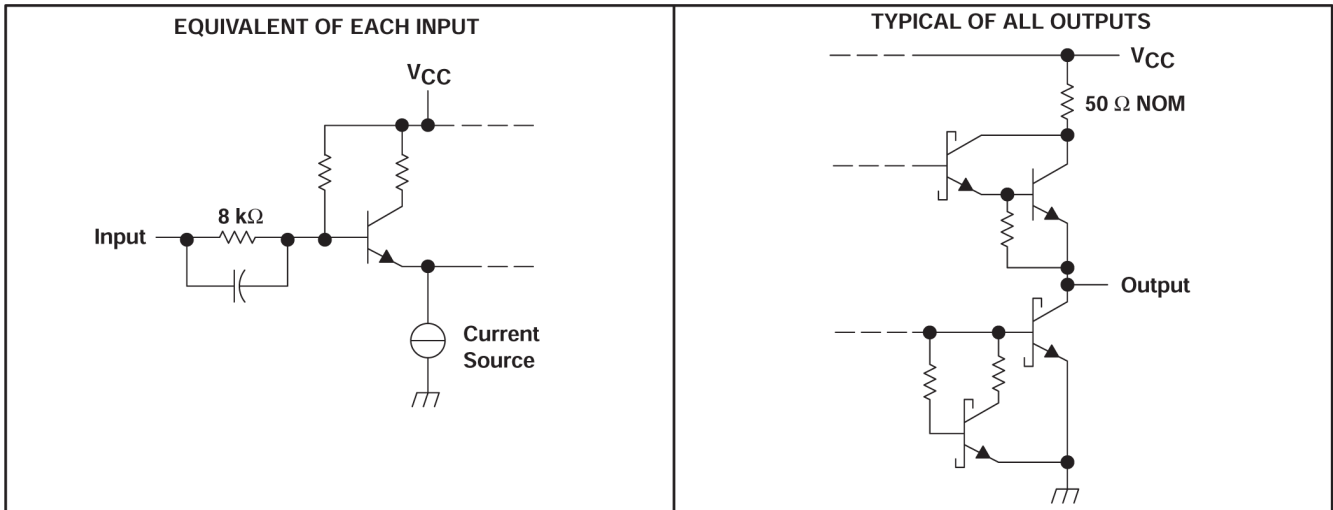 EQUIVALENT OF EACH INPUT
VCC
8 kΩ
Input
Current
Source
TYPICAL OF ALL OUTPUTS
VCC
50 Ω NOM
Output